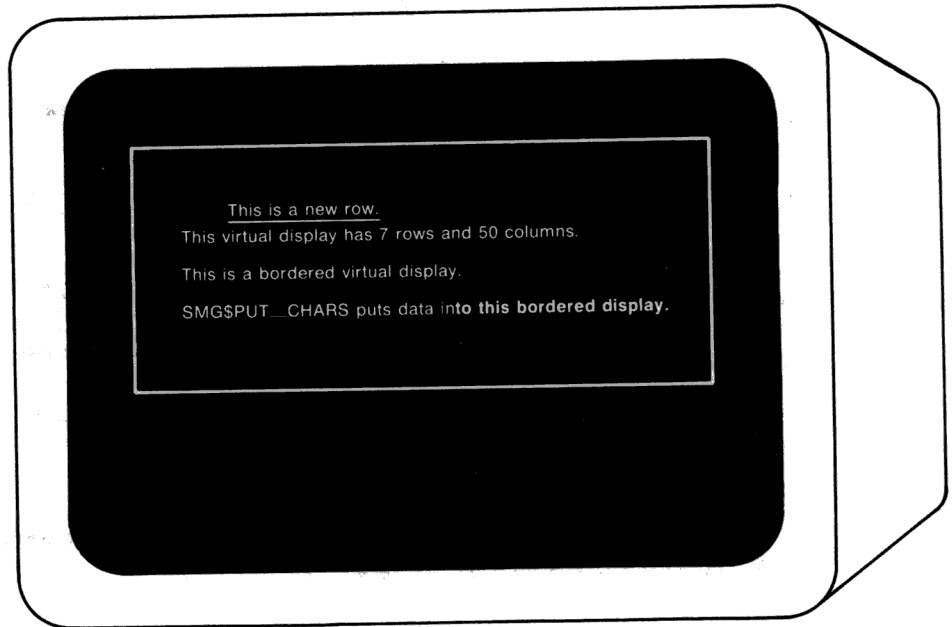 This is a new row.
This virtual display has 7 rows and 50 columns.
This is a bordered virtual display.
SMG$PUT__CHARS puts data into this bordered display.